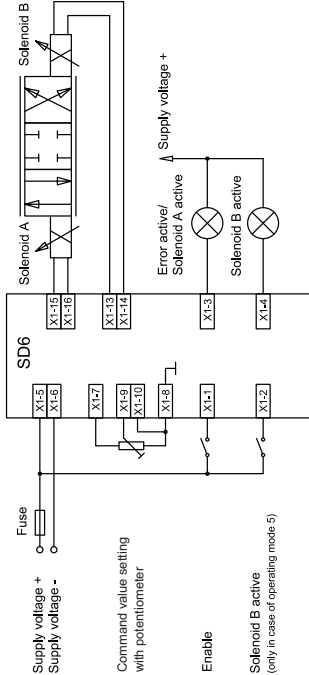 Supply voltage +
Supply voltage -
Fuse
X1-5
X1-6
SD6
X1-15
X1-16
Solenoid A
Solenoid B
Command value setting
with potentiometer
X1-7
X1-9
X1-10
X1-8
X1-13
X1-14
Supply voltage +
Enable
X1-1
X1-3
Error active/
Solenoid A active
Solenoid B active
(only in case of operating mode 5)
X1-2
X1-4
Solenoid B active